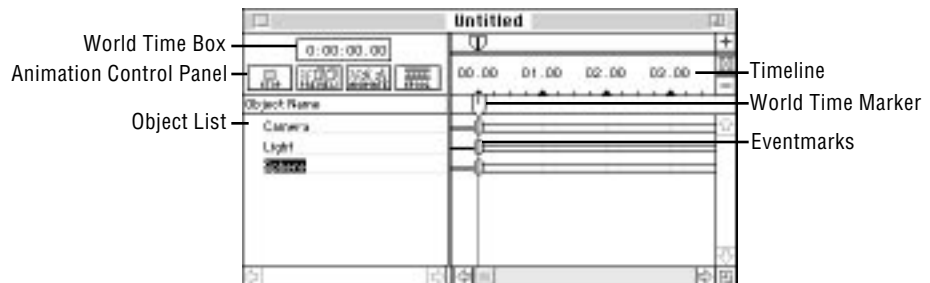 Untitled
World Time Box
0:00:00.00
Animation Control Panel
00.00 01.00 02.00 03.00
Timeline
Object Name
World Time Marker
Object List
Camera
Light
Eventmarks
Sphere